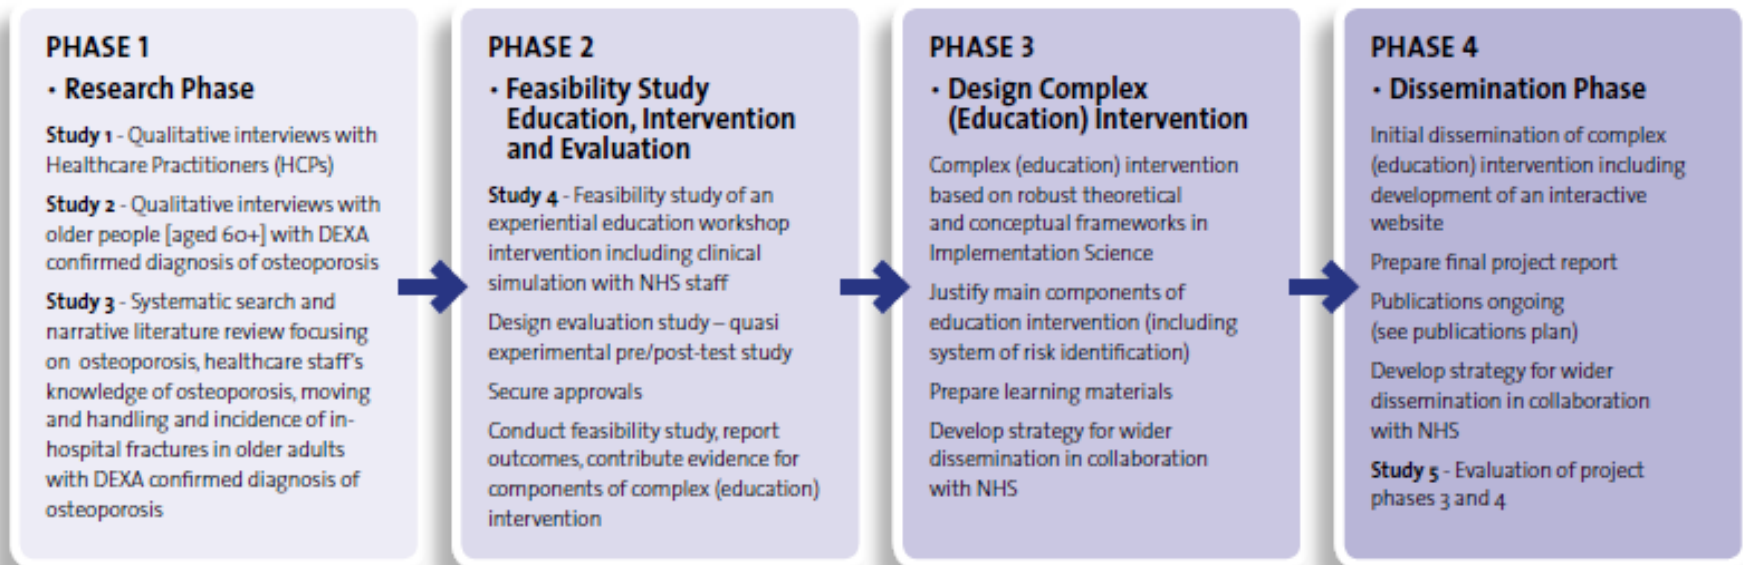 PHASE 1
• Research Phase
Study 1 - Qualitative interviews with
Healthcare Practitioners (HCPs)
Study 2 - Qualitative interviews with
older people [aged 60+] with DEXA
confirmed diagnosis of osteoporosis
Study 3 - Systematic search and
narrative literature review focusing
on osteoporosis, healthcare staff's
knowledge of osteoporosis, moving
and handling and incidence of in-
hospital fractures in older adults
with DEXA confirmed diagnosis of
osteoporosis
PHASE 2
• Feasibility Study
Education, Intervention
and Evaluation
Study 4 - Feasibility study of an
experiential education workshop
intervention including clinical
simulation with NHS staff
Design evaluation study – quasi
experimental pre/post-test study
Secure approvals
Conduct feasibility study, report
outcomes, contribute evidence for
components of complex (education)
intervention
PHASE 3
• Design Complex
(Education) Intervention
Complex (education) intervention
based on robust theoretical
and conceptual frameworks in
Implementation Science
Justify main components of
education intervention (including
system of risk identification)
Prepare learning materials
Develop strategy for wider
dissemination in collaboration
with NHS
PHASE 4
• Dissemination Phase
Initial dissemination of complex
(education) intervention including
development of an interactive
website
Prepare final project report
Publications ongoing
(see publications plan)
Develop strategy for wider
dissemination in collaboration
with NHS
Study 5 - Evaluation of project
phases 3 and 4